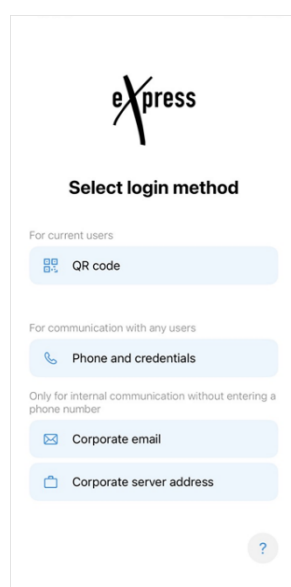 eXpress
Select login method
For current users
QR code
For communication with any users
Phone and credentials
Only for internal communication without entering a
phone number
Corporate email
Corporate server address
?